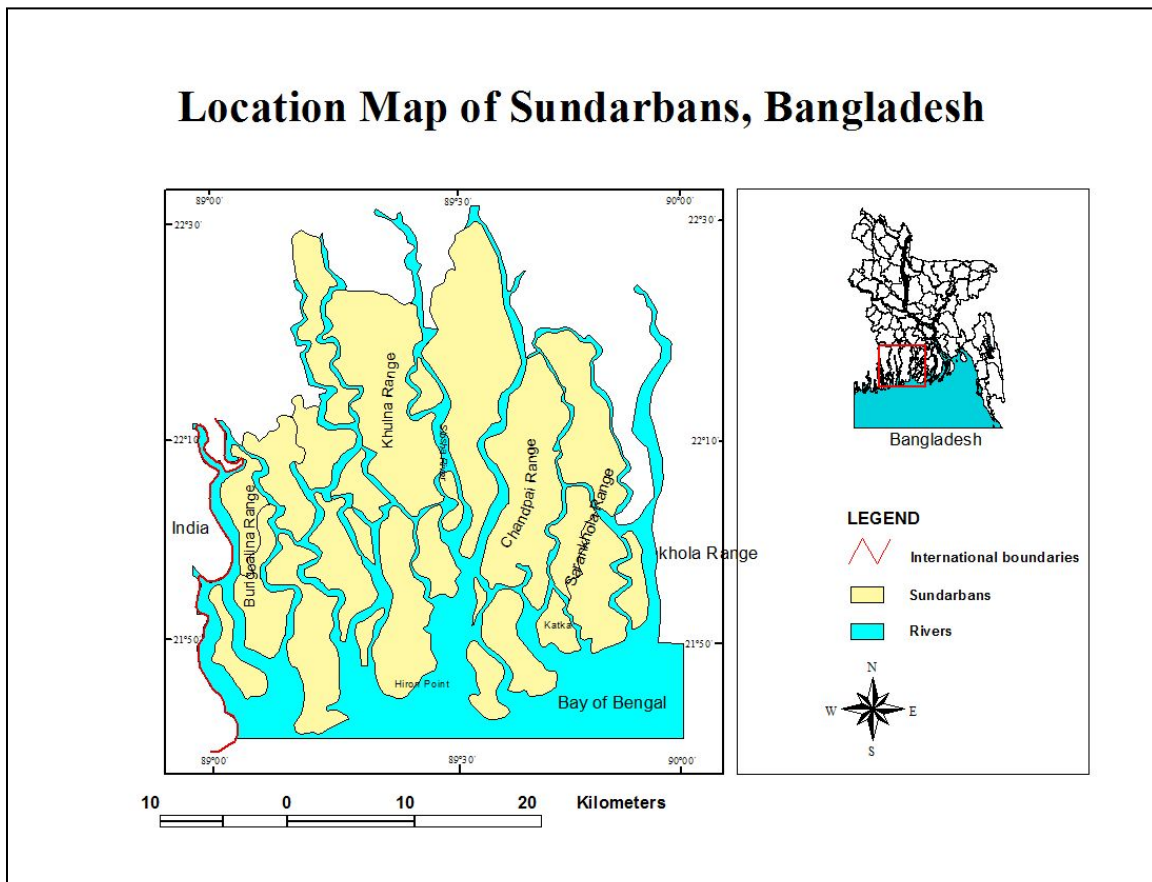 Location Map of Sundarbans, Bangladesh
89°00'
89°30'
90°00'
22°30'
22°30'
Khulna Range
22°10'
22°10'
Bangladesh
Chandpai Range
Sarankhola Range
India
khola Range
LEGEND
International boundaries
Sundarbans
Rivers
Katka
21°50'
21°50'
Hiron Point
Bay of Bengal
N
W
E
S
89°00'
89°30'
90°00'
10
0
10
20
Kilometers